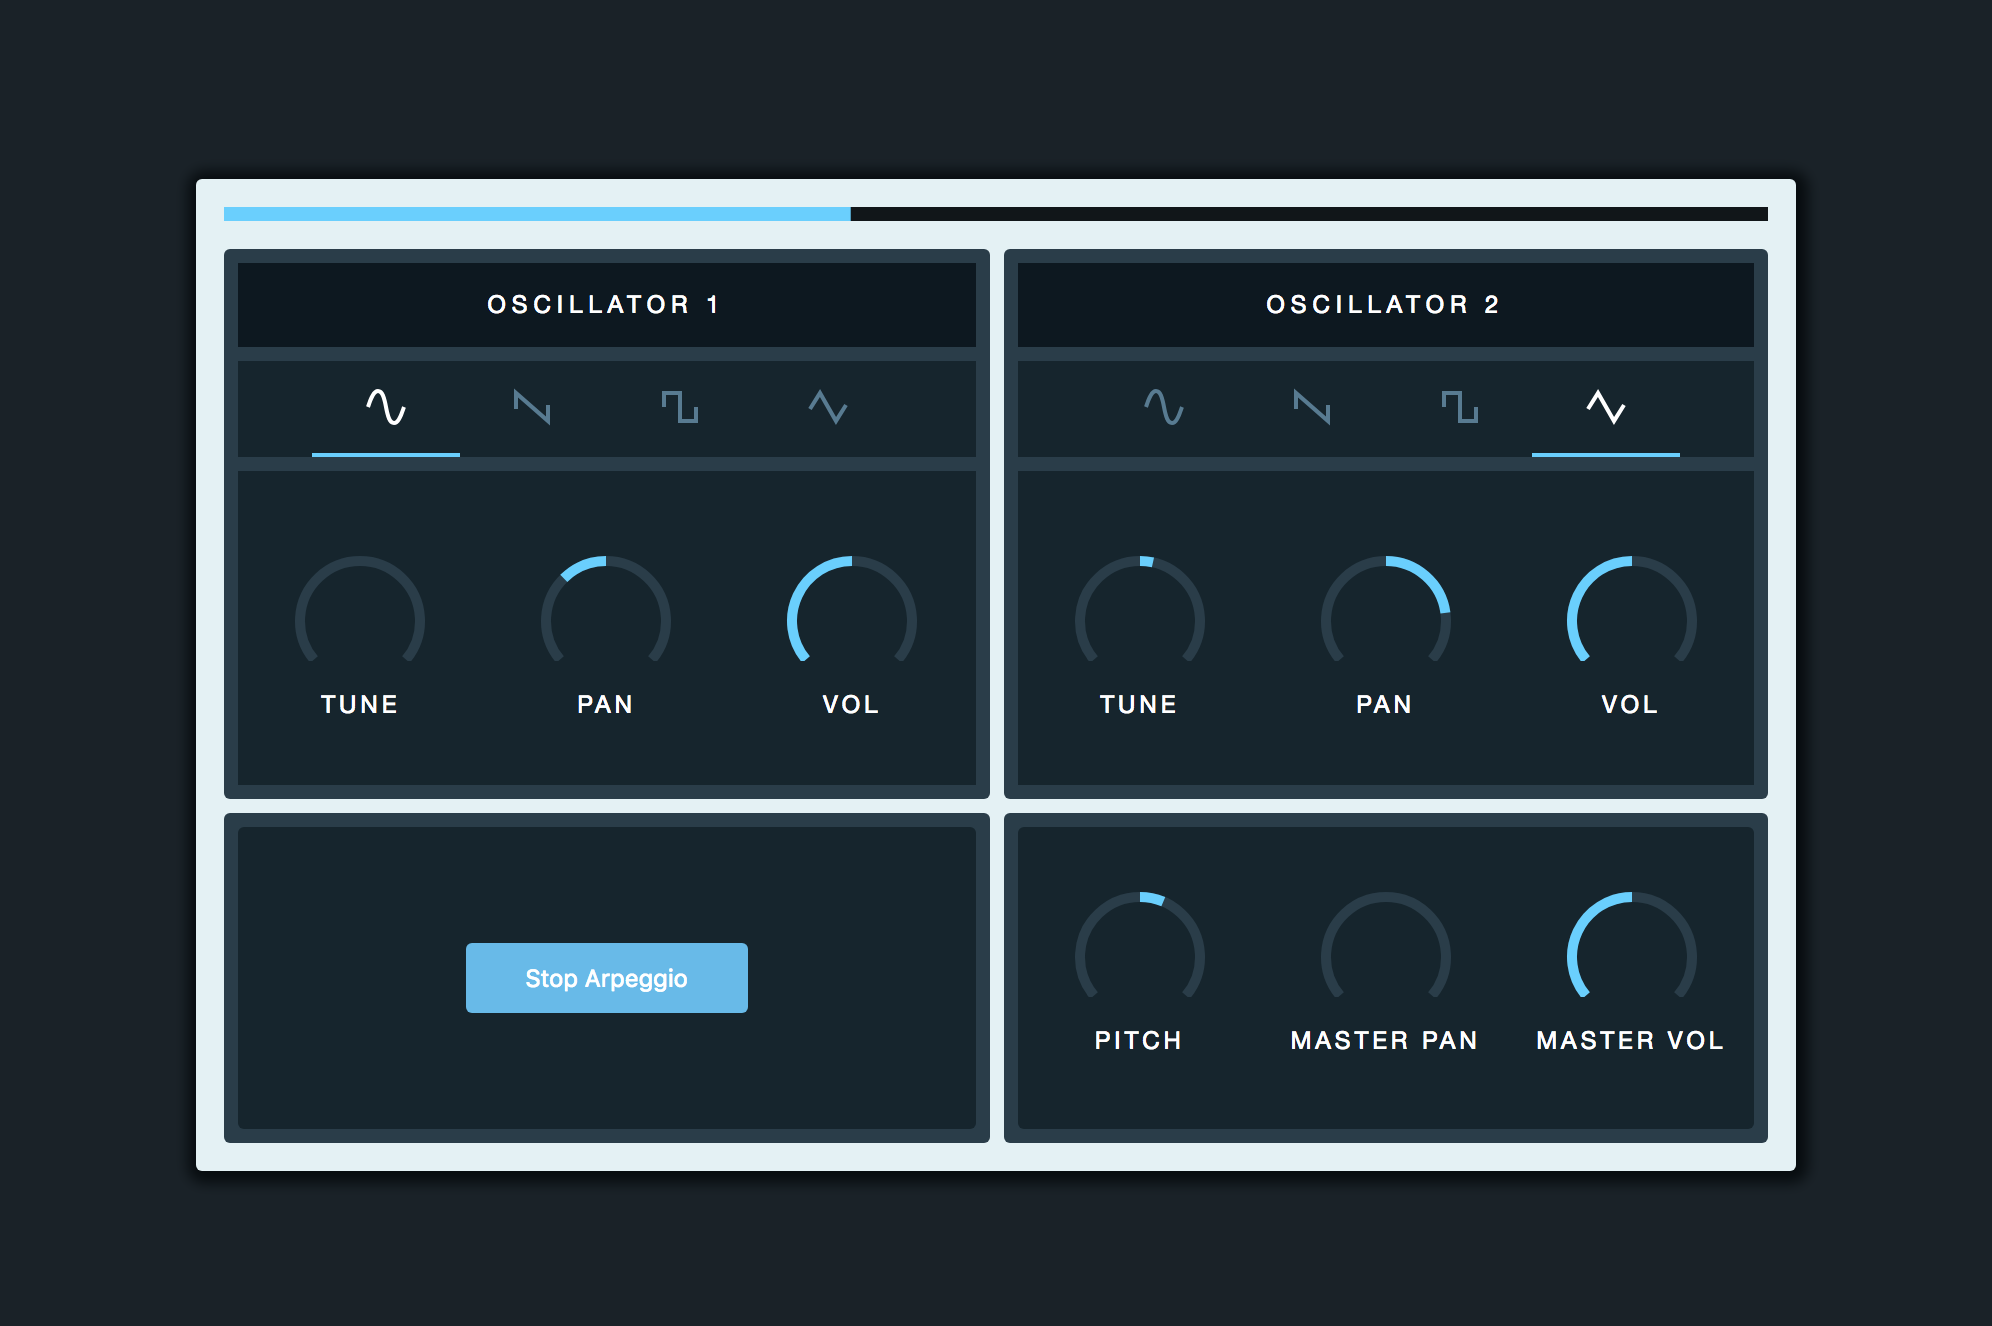 OSCILLATOR 1
OSCILLATOR 2
TUNE PAN VOL
TUNE PAN VOL
Stop Arpeggio
PITCH MASTER PAN MASTER VOL